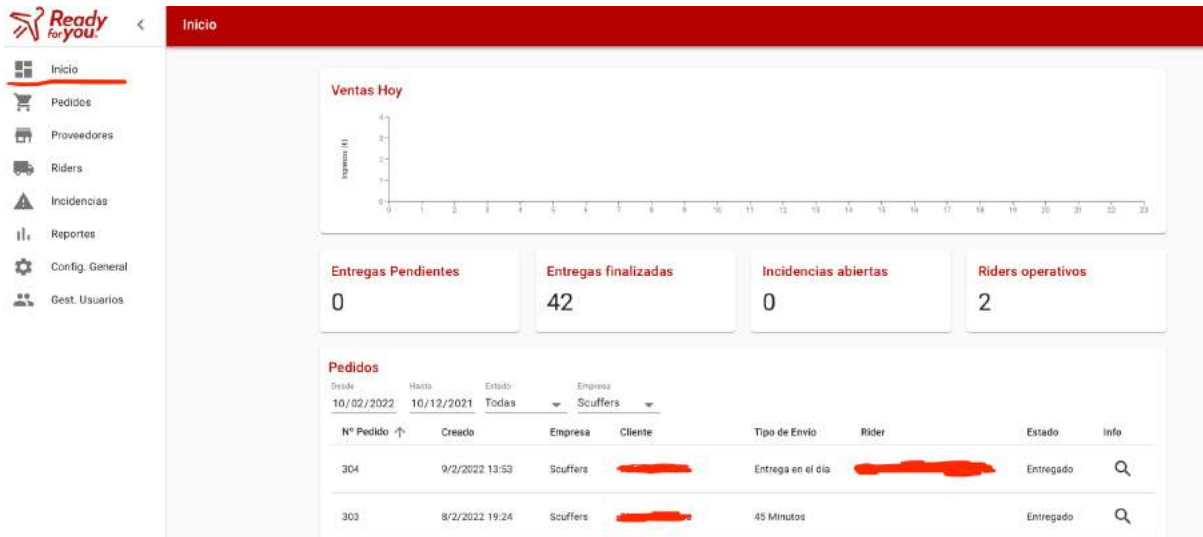 Ready
for you.
Inicio
Inicio
Pedidos
Proveedores
Riders
Incidencias
Reportes
Config. General
Gest. Usuarios
Ventas Hoy
Ingresos (€)
4
3
2
1
0
0 1 2 3 4 5 6 7 8 9 10 11 12 13 14 15 16 17 18 19 20 21 22 23
Entregas Pendientes
0
Entregas finalizadas
42
Incidencias abiertas
0
Riders operativos
2
Pedidos
Desde Hasta Estado Empresa
10/02/2022 10/12/2021 Todas Scuffers
Nº Pedido Creado Empresa Cliente Tipo de Envío Rider Estado Info
304 9/2/2022 13:53 Scuffers Entrega en el día Entregado
303 8/2/2022 19:24 Scuffers 45 Minutos Entregado